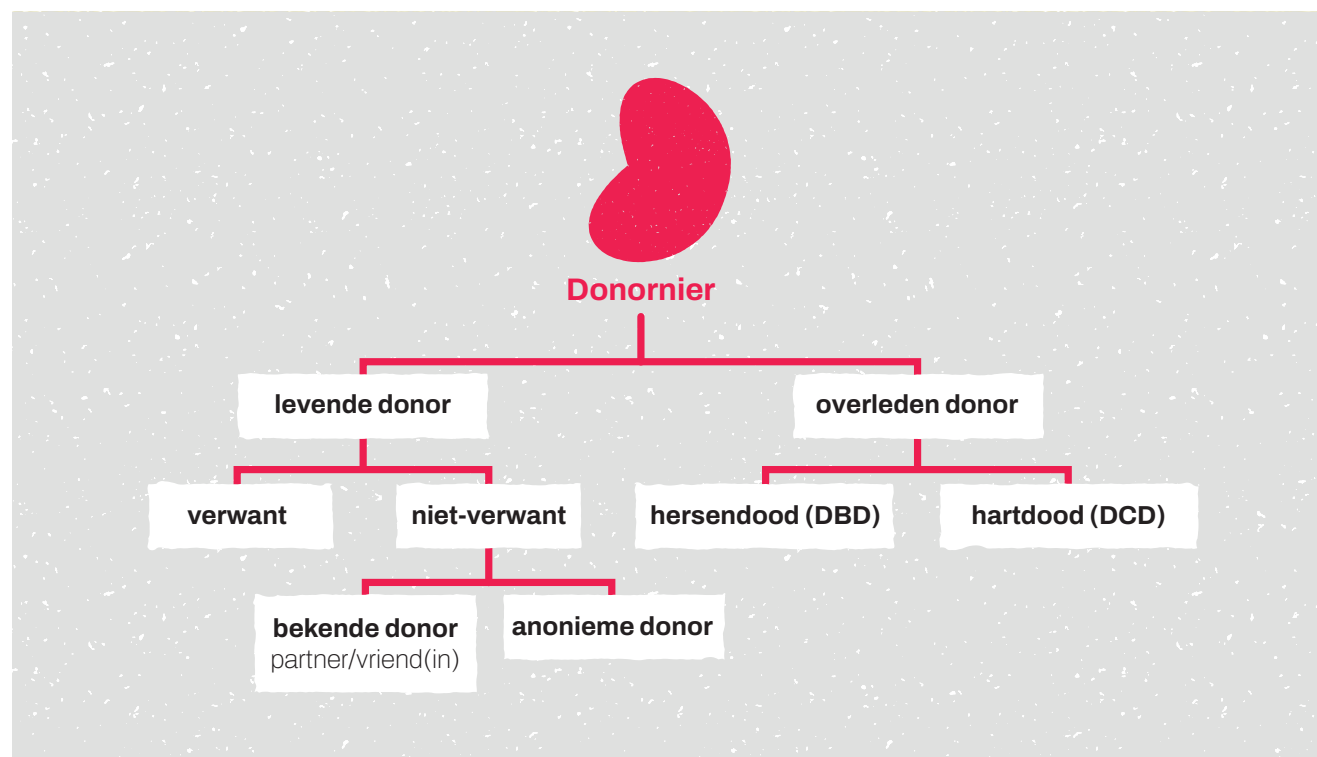 Donornier
levende donor
overleden donor
verwant
niet-verwant
hersendood (DBD)
hartdood (DCD)
bekende donor
partner/vriend(in)
anonieme donor